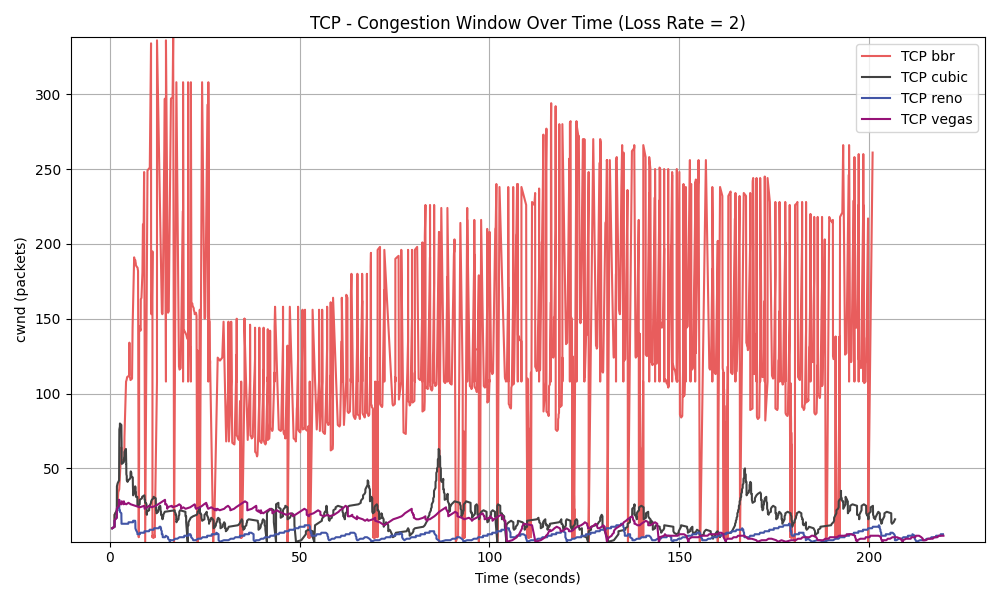 TCP - Congestion Window Over Time (Loss Rate = 2)
TCP bbr
TCP cubic
TCP reno
TCP vegas
cwnd (packets)
300
250
200
150
100
50
0
50
100
150
200
Time (seconds)